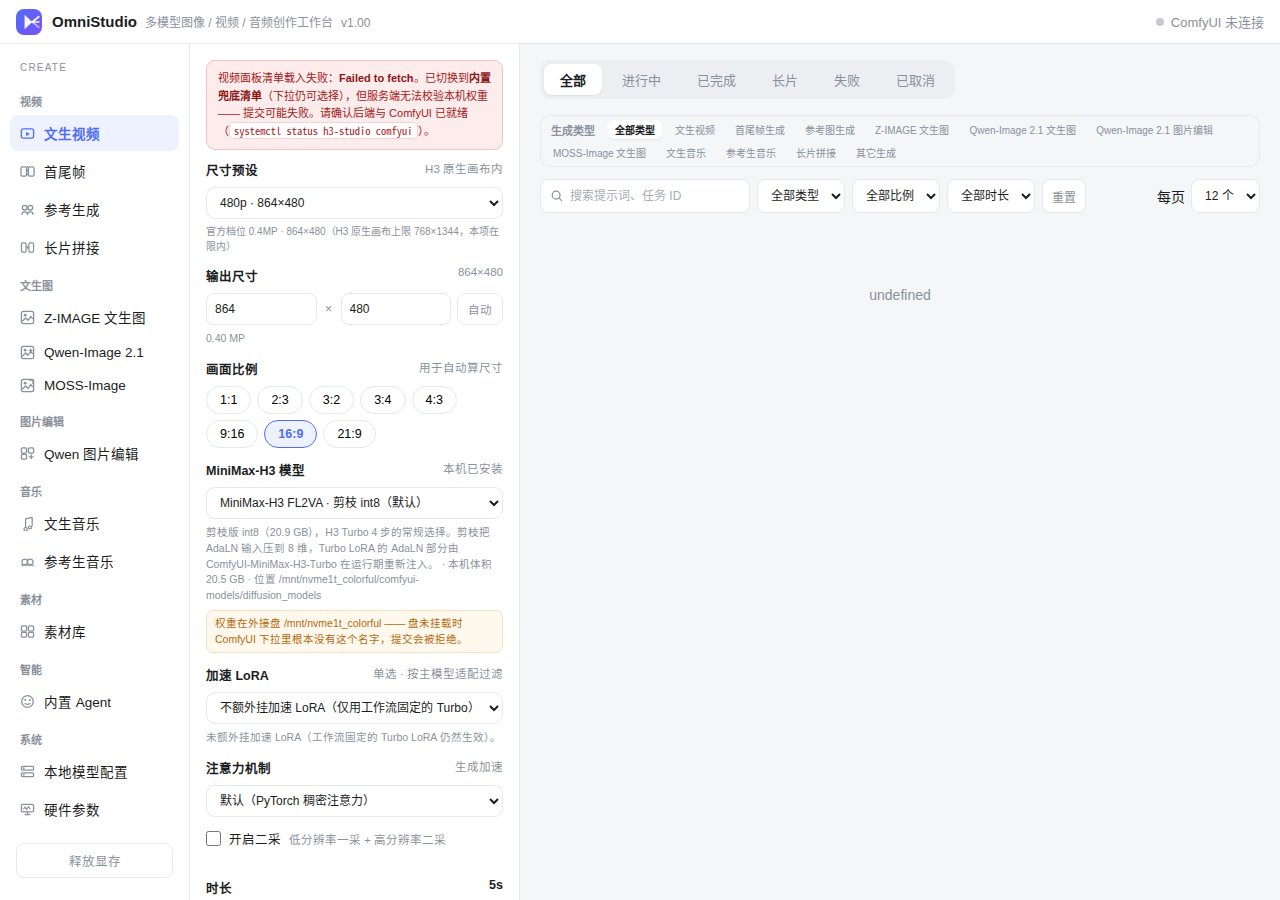 OmniStudio 多模型图像 / 视频 / 音频创作工作台 v1.00
ComfyUI 未连接
CREATE
视频
文生视频
首尾帧
参考生成
长片拼接
文生图
Z-IMAGE 文生图
Qwen-Image 2.1
MOSS-Image
图片编辑
Qwen 图片编辑
音乐
文生音乐
参考生音乐
素材
素材库
智能
内置 Agent
系统
本地模型配置
硬件参数
释放显存
视频面板清单载入失败：Failed to fetch。已切换到内置
兜底清单（下拉仍可选择），但服务端无法校验本机权重
—— 提交可能失败。请确认后端与 ComfyUI 已就绪
（systemctl status h3-studio comfyui）。
尺寸预设 H3 原生画布内
480p · 864×480
官方档位 0.4MP · 864×480（H3 原生画布上限 768×1344，本项在
限内）
输出尺寸 864×480
864 × 480 自动
0.40 MP
画面比例 用于自动算尺寸
1:1 2:3 3:2 3:4 4:3
9:16 16:9 21:9
MiniMax-H3 模型 本机已安装
MiniMax-H3 FL2VA · 剪枝 int8（默认）
剪枝版 int8（20.9 GB），H3 Turbo 4 步的常规选择。剪枝把
AdaLN 输入压到 8 维，Turbo LoRA 的 AdaLN 部分由
ComfyUI-MiniMax-H3-Turbo 在运行期重新注入。 · 本机体积
20.5 GB · 位置 /mnt/nvme1t_colorful/comfyui-
models/diffusion_models
权重在外接盘 /mnt/nvme1t_colorful —— 盘未挂载时
ComfyUI 下拉里根本没有这个名字，提交会被拒绝。
加速 LoRA 单选 · 按主模型适配过滤
不额外挂加速 LoRA（仅用工作流固定的 Turbo）
未额外挂加速 LoRA（工作流固定的 Turbo LoRA 仍然生效）。
注意力机制 生成加速
默认（PyTorch 稠密注意力）
开启二采 低分辨率一采 + 高分辨率二采
时长 5s
全部 进行中 已完成 长片 失败 已取消
生成类型 全部类型 文生视频 首尾帧生成 参考图生成 Z-IMAGE 文生图 Qwen-Image 2.1 文生图 Qwen-Image 2.1 图片编辑
MOSS-Image 文生图 文生音乐 参考生音乐 长片拼接 其它生成
搜索提示词、任务 ID 全部类型 全部比例 全部时长 重置 每页 12 个
undefined